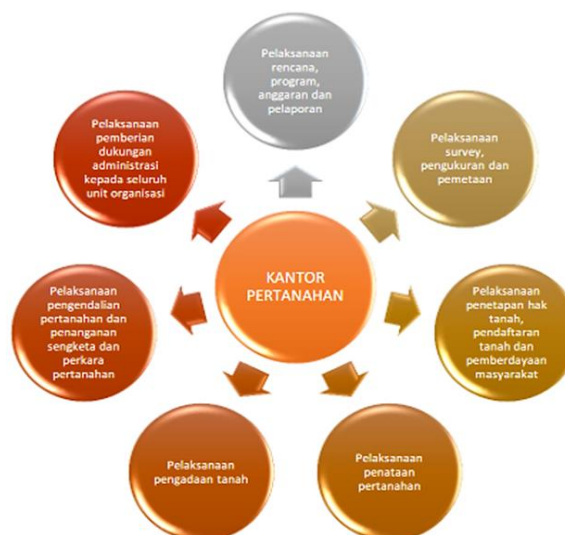 Pelaksanaan
rencana,
program,
anggaran dan
pelaporan
Pelaksanaan
survey,
pengukuran dan
pemetaan
Pelaksanaan
penetapan hak
tanah,
pendaftaran
tanah dan
pemberdayaan
masyarakat
Pelaksanaan
penataan
pertanahan
Pelaksanaan
pengadaan tanah
Pelaksanaan
pengendalian
pertanahan dan
penanganan
sengketa dan
perkara
pertanahan
Pelaksanaan
pemberian
dukungan
administrasi
kepada seluruh
unit organisasi
KANTOR
PERTANAHAN